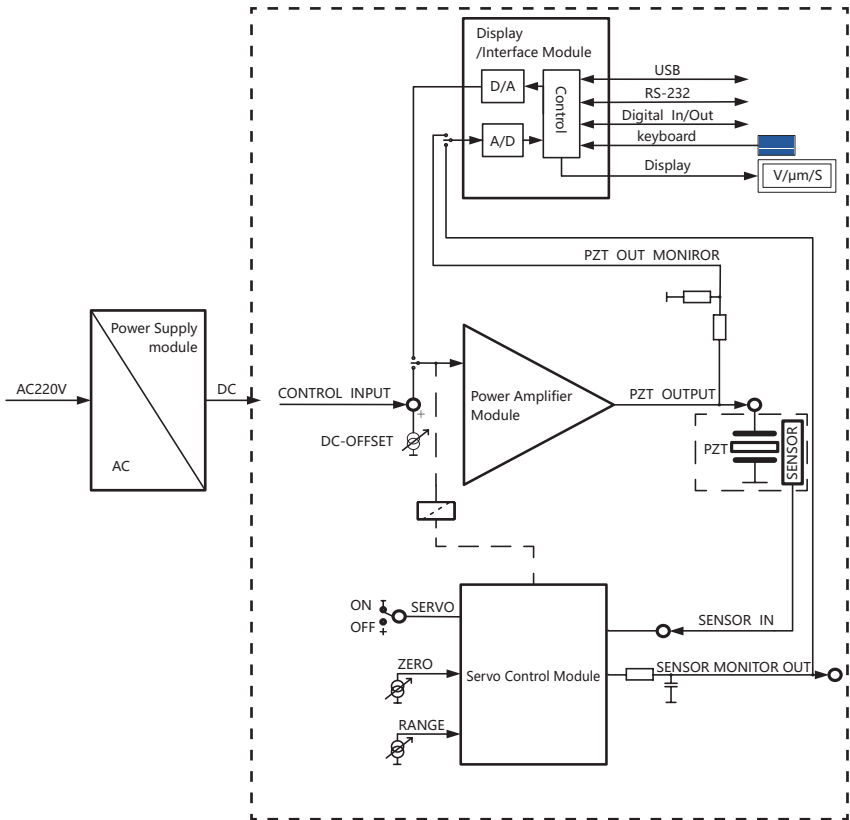 Display
/Interface Module
D/A
Control
A/D
USB
RS-232
Digital In/Out
keyboard
Display
V/µm/S
PZT OUT MONIROR
Power Supply
module
AC
AC220V
DC
CONTROL INPUT
+
DC-OFFSET
Power Amplifier
Module
PZT OUTPUT
PZT
SENSOR
ON
OFF
SERVO
ZERO
RANGE
Servo Control Module
SENSOR IN
SENSOR MONITOR OUT